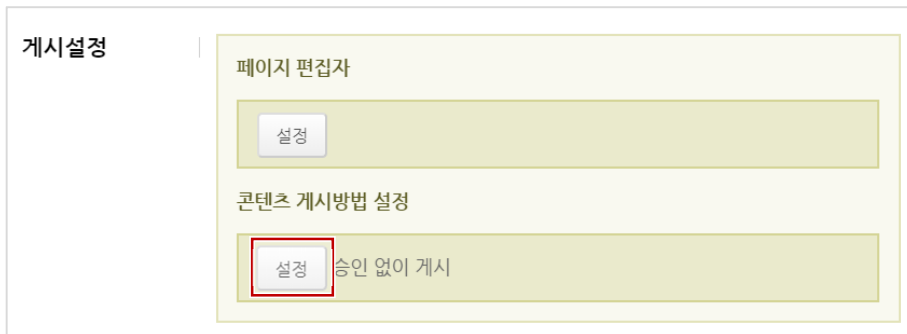 게시설정
페이지 편집자
설정
콘텐츠 게시방법 설정
설정 승인 없이 게시